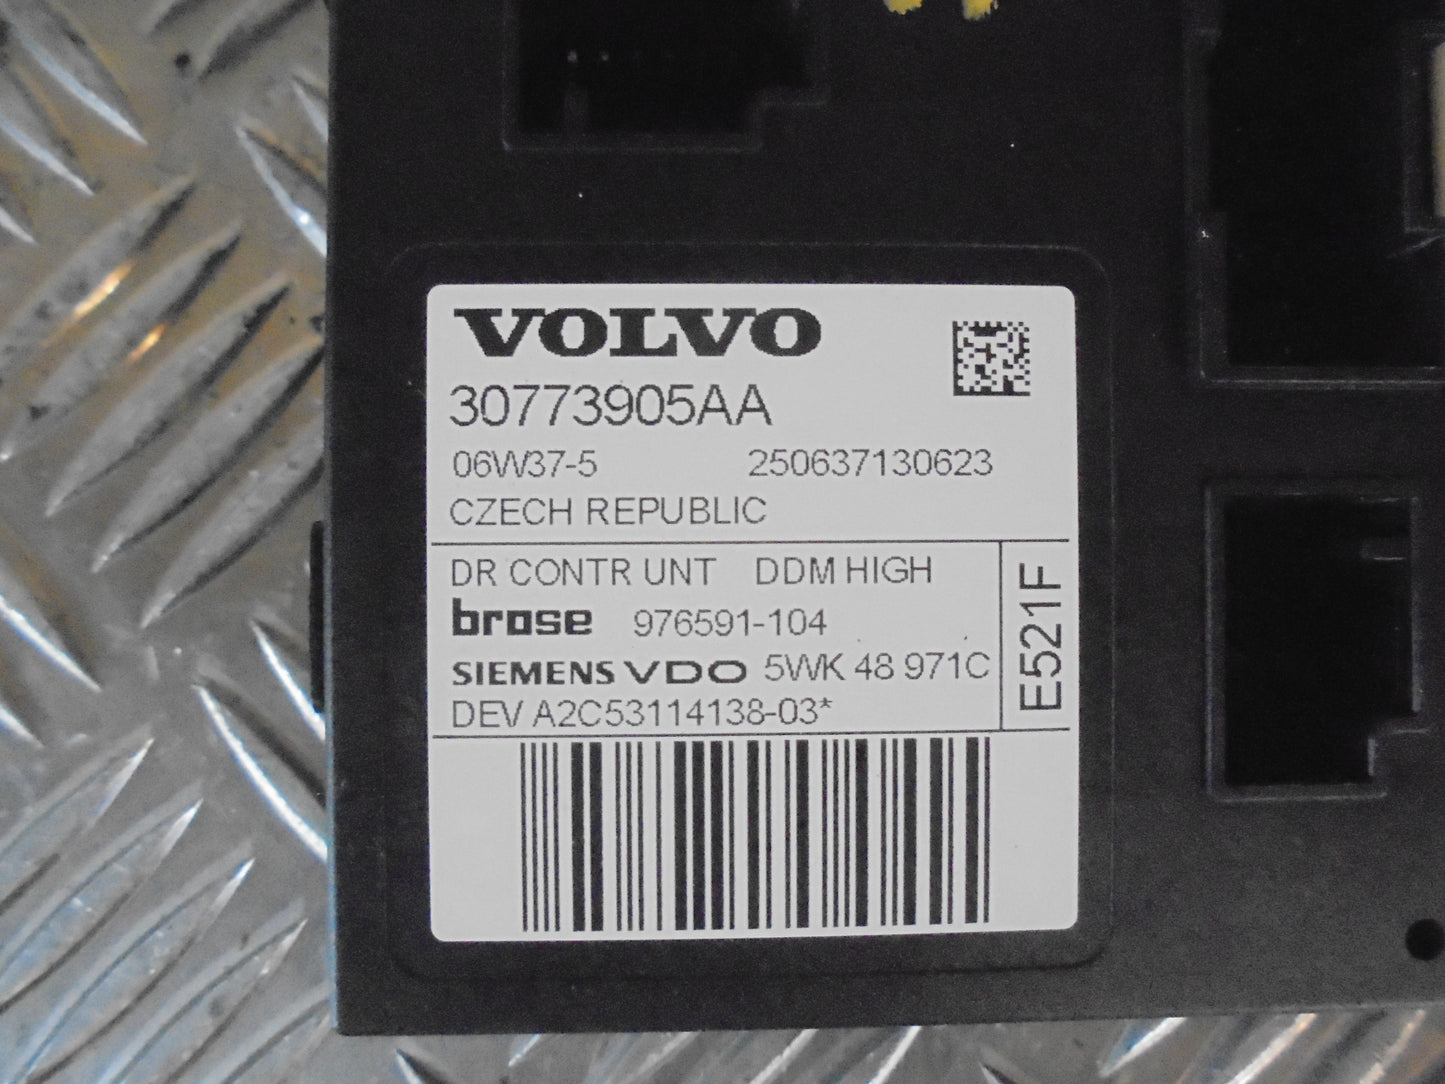 VOLVO
30773905AA
06W37-5 250637130623
CZECH REPUBLIC
DR CONTR UNT DDM HIGH
brose 976591-104
SIEMENS VDO 5WK 48 971C
DEV A2C53114138-03*
E521F